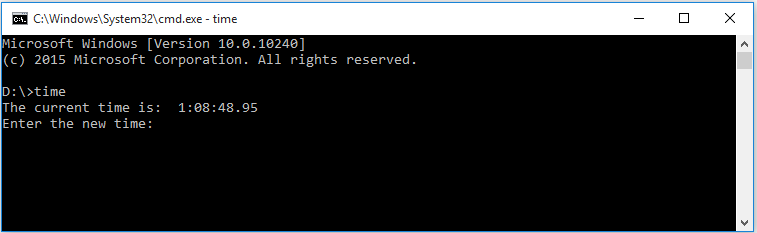 C:\Windows\System32\cmd.exe - time
Microsoft Windows [Version 10.0.10240]
(c) 2015 Microsoft Corporation. All rights reserved.
D:\>time
The current time is:  1:08:48.95
Enter the new time: